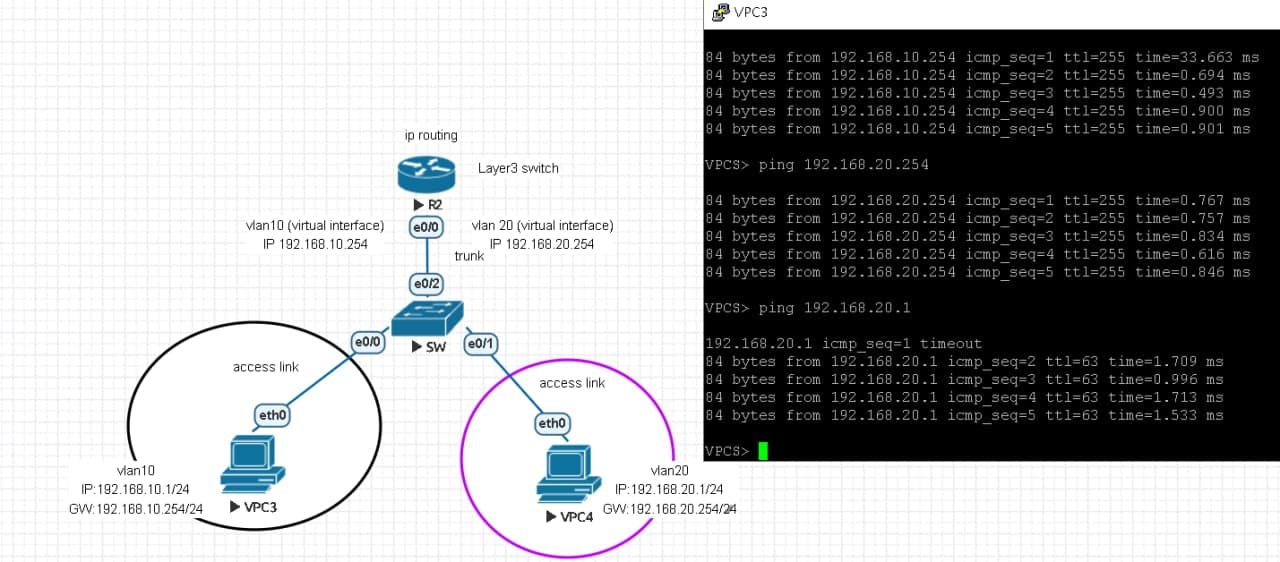 ip routing
Layer3 switch
R2
vlan10 (virtual interface)
IP 192.168.10.254
e0/0
vlan 20 (virtual interface)
IP 192.168.20.254
trunk
e0/2
e0/0
SW
e0/1
access link
access link
eth0
eth0
vlan10
IP:192.168.10.1/24
GW:192.168.10.254/24
VPC3
vlan20
IP:192.168.20.1/24
GW:192.168.20.254/24
VPC4
VPC3
84 bytes from 192.168.10.254 icmp_seq=1 ttl=255 time=33.663 ms
84 bytes from 192.168.10.254 icmp_seq=2 ttl=255 time=0.694 ms
84 bytes from 192.168.10.254 icmp_seq=3 ttl=255 time=0.493 ms
84 bytes from 192.168.10.254 icmp_seq=4 ttl=255 time=0.900 ms
84 bytes from 192.168.10.254 icmp_seq=5 ttl=255 time=0.901 ms
VPCS> ping 192.168.20.254
84 bytes from 192.168.20.254 icmp_seq=1 ttl=255 time=0.767 ms
84 bytes from 192.168.20.254 icmp_seq=2 ttl=255 time=0.757 ms
84 bytes from 192.168.20.254 icmp_seq=3 ttl=255 time=0.834 ms
84 bytes from 192.168.20.254 icmp_seq=4 ttl=255 time=0.616 ms
84 bytes from 192.168.20.254 icmp_seq=5 ttl=255 time=0.846 ms
VPCS> ping 192.168.20.1
192.168.20.1 icmp_seq=1 timeout
84 bytes from 192.168.20.1 icmp_seq=2 ttl=63 time=1.709 ms
84 bytes from 192.168.20.1 icmp_seq=3 ttl=63 time=0.996 ms
84 bytes from 192.168.20.1 icmp_seq=4 ttl=63 time=1.713 ms
84 bytes from 192.168.20.1 icmp_seq=5 ttl=63 time=1.533 ms
VPCS>